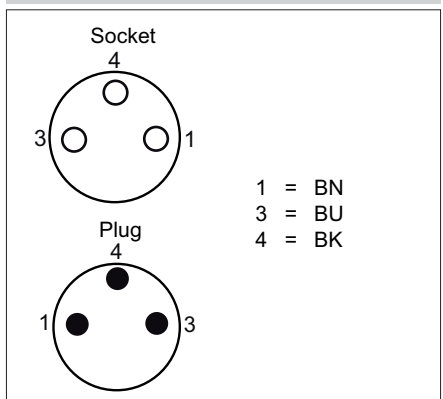 Socket
4
3 1
1 = BN
3 = BU
4 = BK
Plug
4
1 3